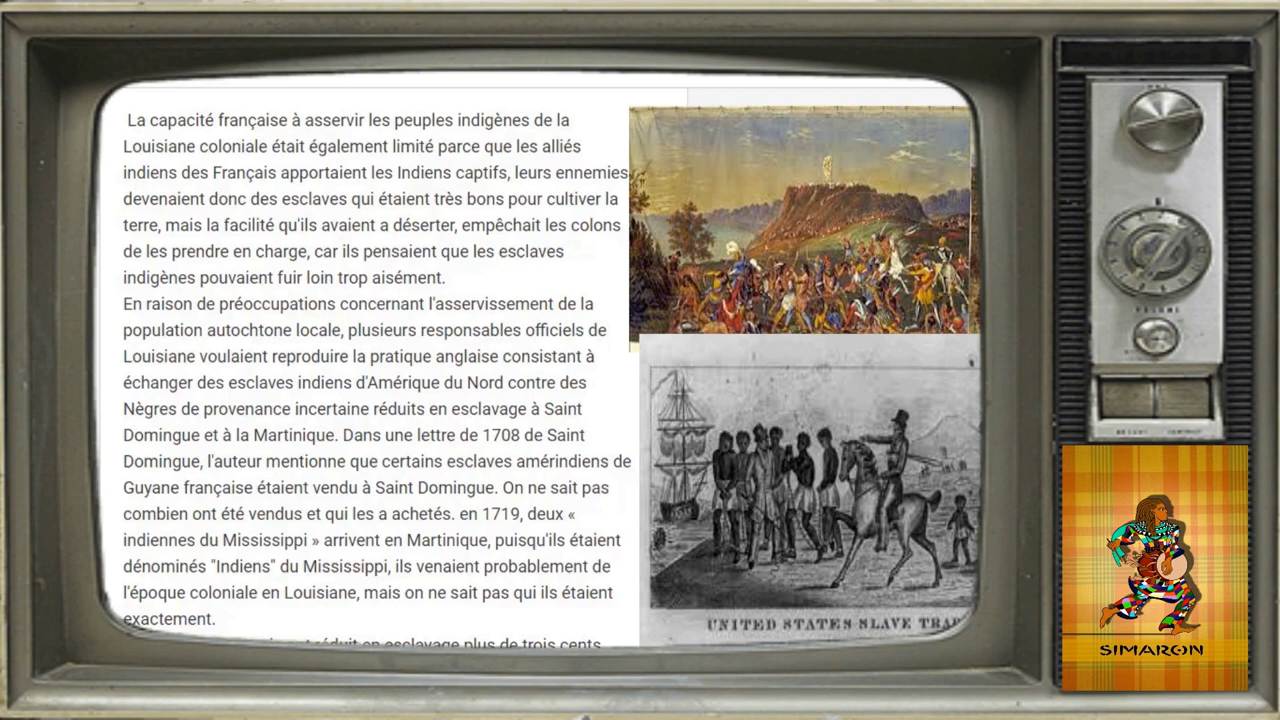 La capacité française à asservir les peuples indigènes de la
Louisiane coloniale était également limité parce que les alliés
indiens des Français apportaient les Indiens captifs, leurs ennemies
devenaient donc des esclaves qui étaient très bons pour cultiver la
terre, mais la facilité qu'ils avaient a déserter, empêchait les colons
de les prendre en charge, car ils pensaient que les esclaves
indigènes pouvaient fuir loin trop aisément.
En raison de préoccupations concernant l'asservissement de la
population autochtone locale, plusieurs responsables officiels de
Louisiane voulaient reproduire la pratique anglaise consistant à
échanger des esclaves indiens d'Amérique du Nord contre des
Nègres de provenance incertaine réduits en esclavage à Saint
Domingue et à la Martinique. Dans une lettre de 1708 de Saint
Domingue, l'auteur mentionne que certains esclaves amérindiens de
Guyane française étaient vendu à Saint Domingue. On ne sait pas
combien ont été vendus et qui les a achetés. en 1719, deux «
indiennes du Mississippi » arrivent en Martinique, puisqu'ils étaient
dénominés "Indiens" du Mississippi, ils venaient probablement de
l'époque coloniale en Louisiane, mais on ne sait pas qui ils étaient
exactement.
réduit en esclavage plus de trois cents
UNITED STATES SLAVE TRA
VOLUME
SIMARON